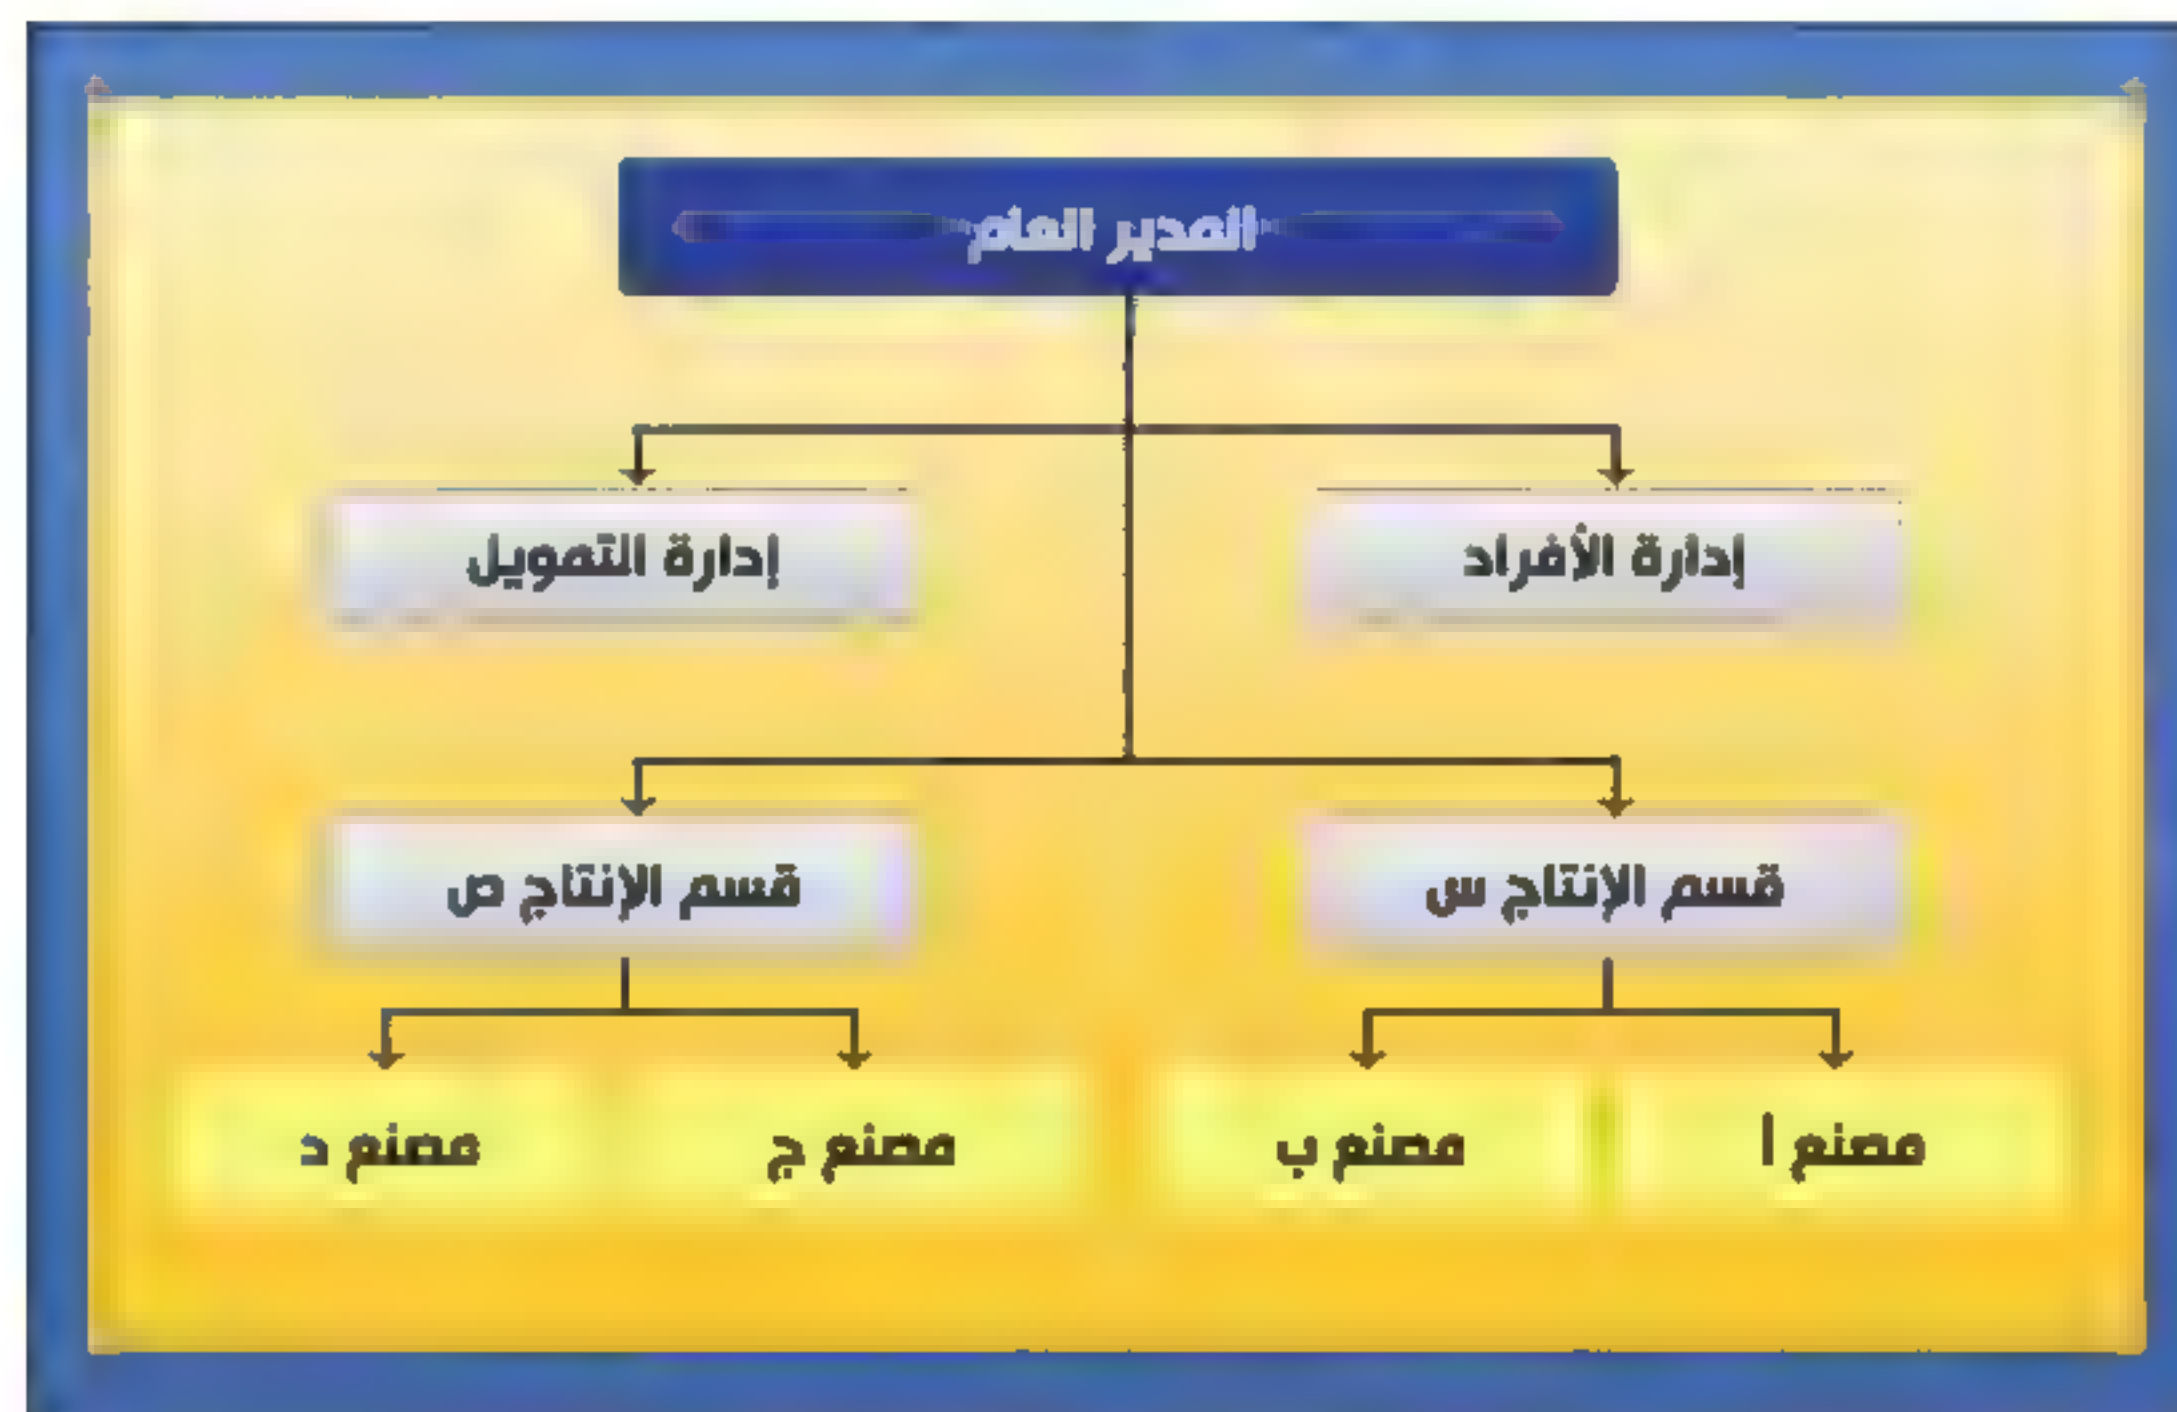 المدير العام
إدارة الأفراد
إدارة التمويل
قسم الإنتاج س
قسم الإنتاج ص
مصنع ا
مصنع ب
مصنع ج
مصنع د